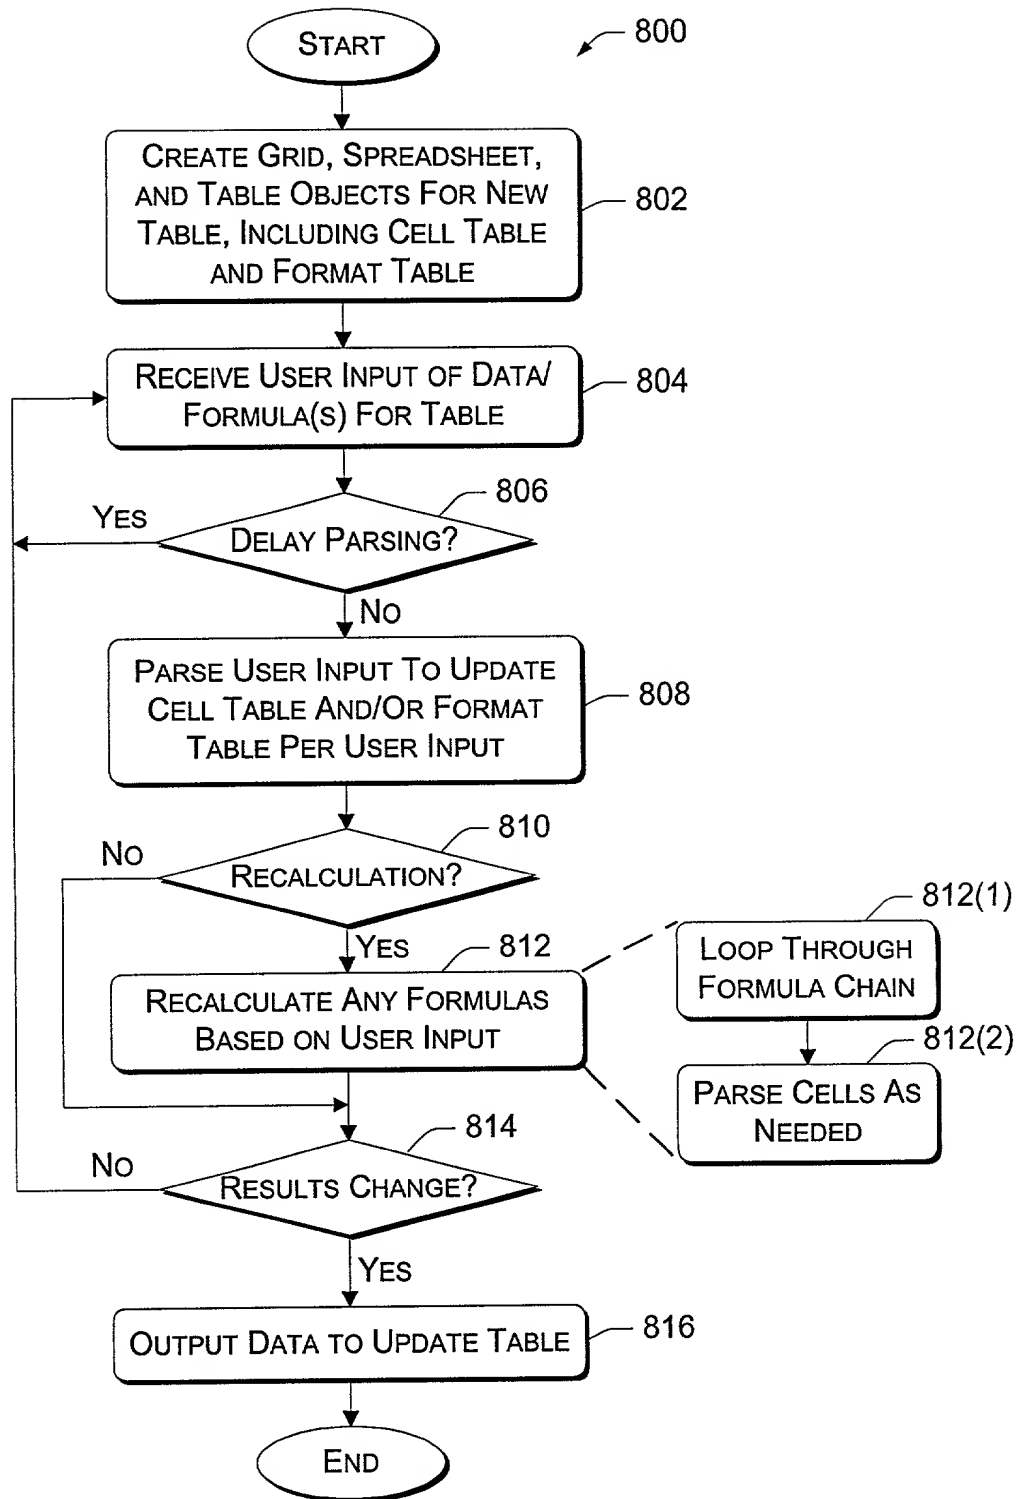 START
800
CREATE GRID, SPREADSHEET,
AND TABLE OBJECTS FOR NEW
TABLE, INCLUDING CELL TABLE
AND FORMAT TABLE
802
RECEIVE USER INPUT OF DATA/
FORMULA(S) FOR TABLE
804
806
YES
DELAY PARSING?
NO
PARSE USER INPUT TO UPDATE
CELL TABLE AND/OR FORMAT
TABLE PER USER INPUT
808
810
NO
RECALCULATION?
YES
812
RECALCULATE ANY FORMULAS
BASED ON USER INPUT
812(1)
LOOP THROUGH
FORMULA CHAIN
812(2)
PARSE CELLS AS
NEEDED
814
NO
RESULTS CHANGE?
YES
OUTPUT DATA TO UPDATE TABLE
816
END